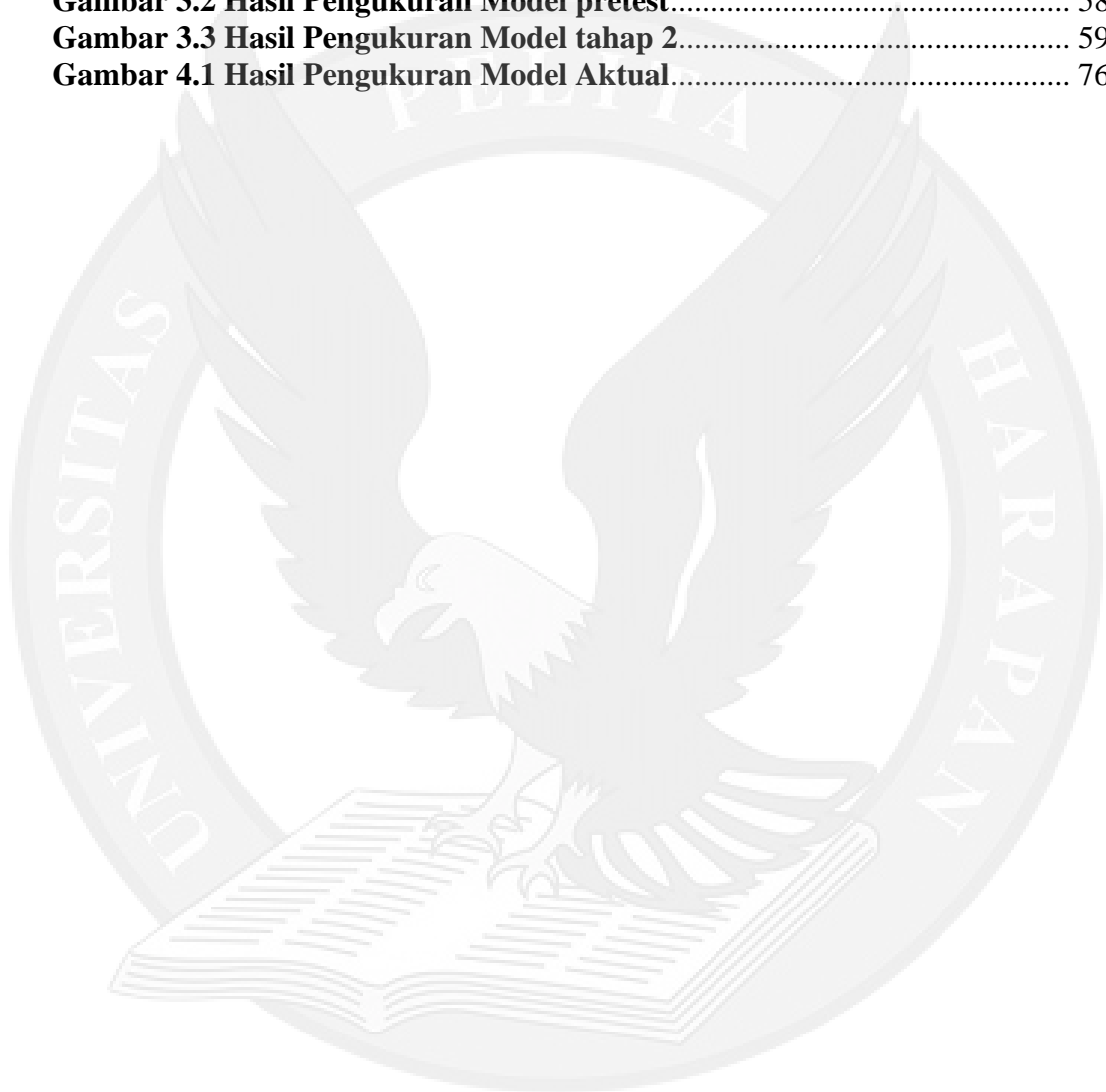 Gambar 3.2 Hasil Pengukuran Model pretest.......................................................... 58
Gambar 3.3 Hasil Pengukuran Model tahap 2......................................................... 59
Gambar 4.1 Hasil Pengukuran Model Aktual.......................................................... 76
UNIVERSITAS PELITA HARAPAN